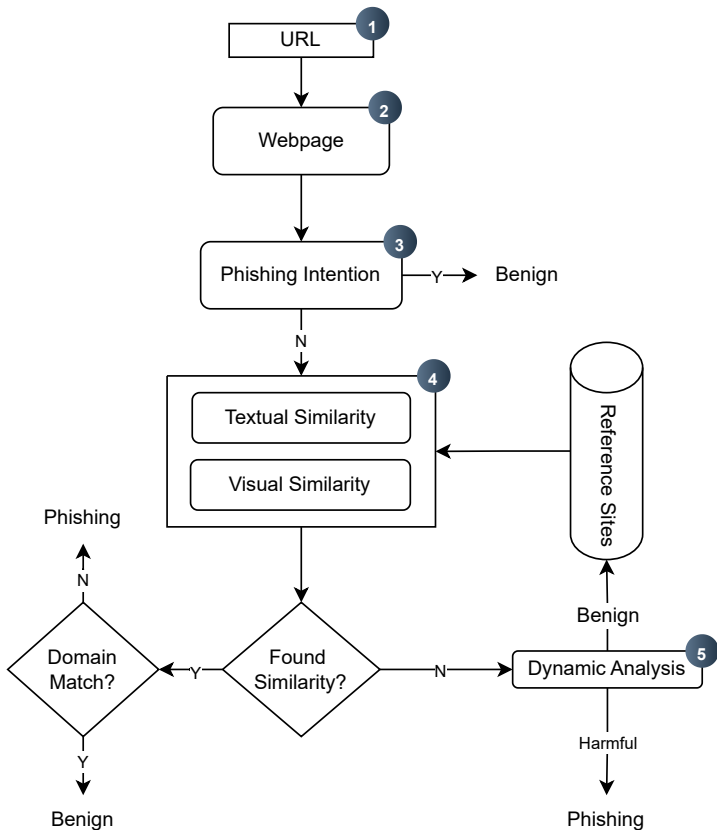 1
URL
2
Webpage
3
Phishing Intention
Y
Benign
N
4
Textual Similarity
Visual Similarity
Reference Sites
Phishing
N
Domain
Match?
Y
Found
Similarity?
N
Benign
5
Dynamic Analysis
Y
Harmful
Benign
Phishing